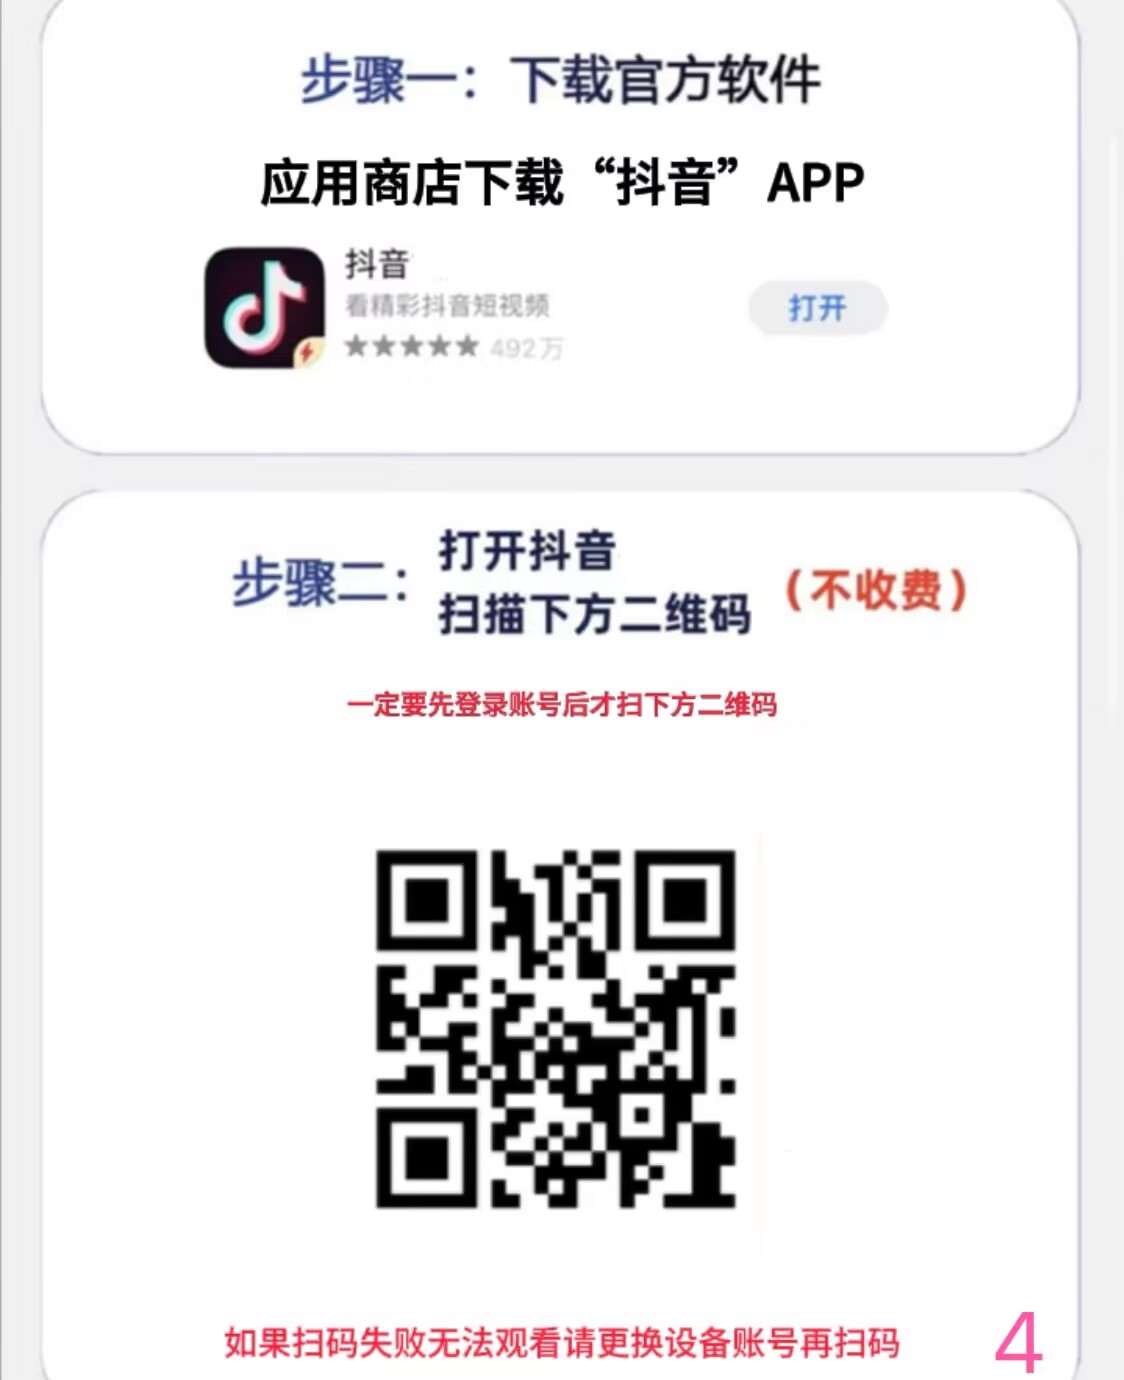 步骤一：下载官方软件
应用商店下载“抖音”APP
抖音
看精彩抖音短视频
★★★★★ 492万
打开
步骤二：
打开抖音
扫描下方二维码
（不收费）
一定要先登录账号后才扫下方二维码
如果扫码失败无法观看请更换设备账号再扫码
4